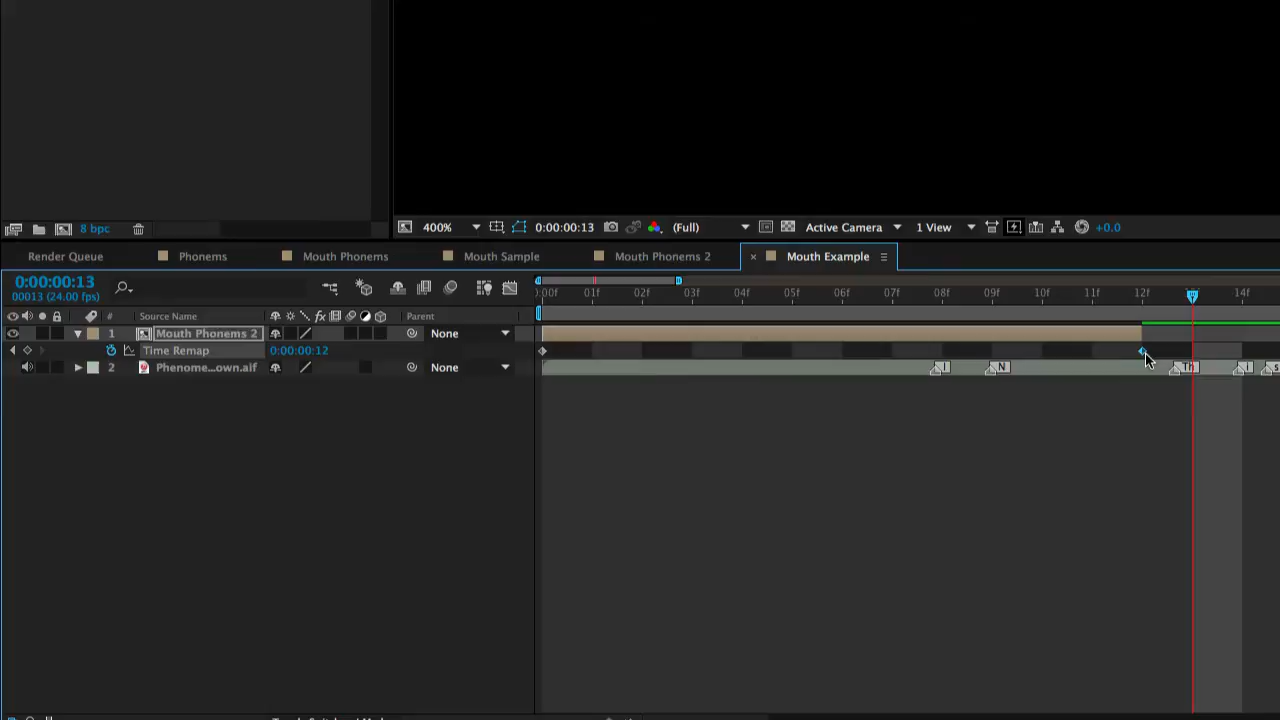 8 bpc
400% 0:00:00:13 (Full) Active Camera 1 View +0.0
Render Queue Phonems Mouth Phonems Mouth Sample Mouth Phonems 2 × Mouth Example
0:00:00:13
00013 (24.00 fps)
:00f 01f 02f 03f 04f 05f 06f 07f 08f 09f 10f 11f 12f 14f
# Source Name fx Parent
1 Mouth Phonems 2 None
Time Remap 0:00:00:12
2 Phenome...own.aif None I N Th i s